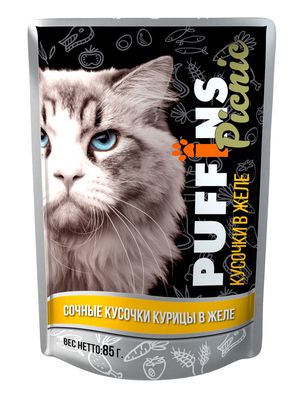 PUFFINS
Picnic
КУСОЧКИ В ЖЕЛЕ
СОЧНЫЕ КУСОЧКИ КУРИЦЫ В ЖЕЛЕ
ВЕС НЕТТО:85 Г.